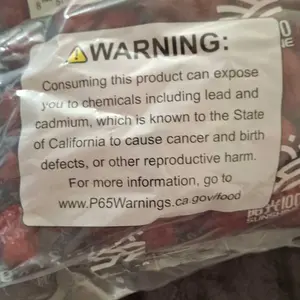 ⚠WARNING:
Consuming this product can expose
you to chemicals including lead and
cadmium, which is known to the State
of California to cause cancer and birth
defects, or other reproductive harm.
For more information, go to
www.P65Warnings.ca.gov/food